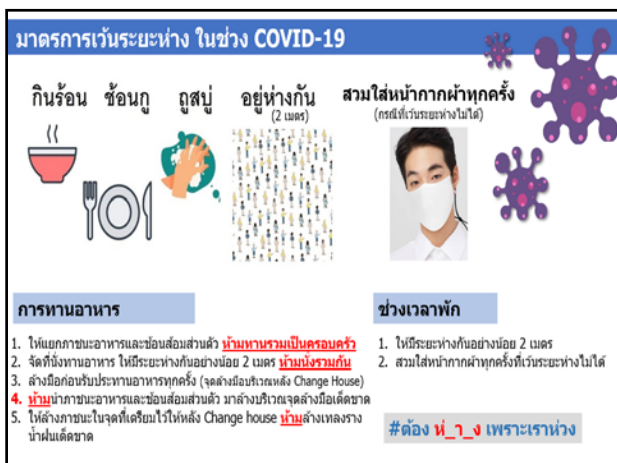 มาตรการเว้นระยะห่าง ในช่วง COVID-19
กินร้อน ช้อนกู ถูสบู่ อยู่ห่างกัน
(2 เมตร)
สวมใส่หน้ากากผ้าทุกครั้ง
(กรณีที่เว้นระยะห่างไม่ได้)
การทานอาหาร
1. ให้แยกภาชนะอาหารและช้อนส้อมส่วนตัว ห้ามทานรวมเป็นครอบครัว
2. จัดที่นั่งทานอาหาร ให้มีระยะห่างกันอย่างน้อย 2 เมตร ห้ามนั่งรวมกัน
3. ล้างมือก่อนรับประทานอาหารทุกครั้ง (จุดล้างมือบริเวณหลัง Change House)
4. ห้ามนำภาชนะอาหารและช้อนส้อมส่วนตัว มาล้างบริเวณจุดล้างมือเด็ดขาด
5. ให้ล้างภาชนะในจุดที่เตรียมไว้ให้หลัง Change house ห้ามล้างเทลงราง
น้ำฝนเด็ดขาด
ช่วงเวลาพัก
1. ให้มีระยะห่างกันอย่างน้อย 2 เมตร
2. สวมใส่หน้ากากผ้าทุกครั้งที่เว้นระยะห่างไม่ได้
#ต้อง ห่_า_ง เพราะเราห่วง